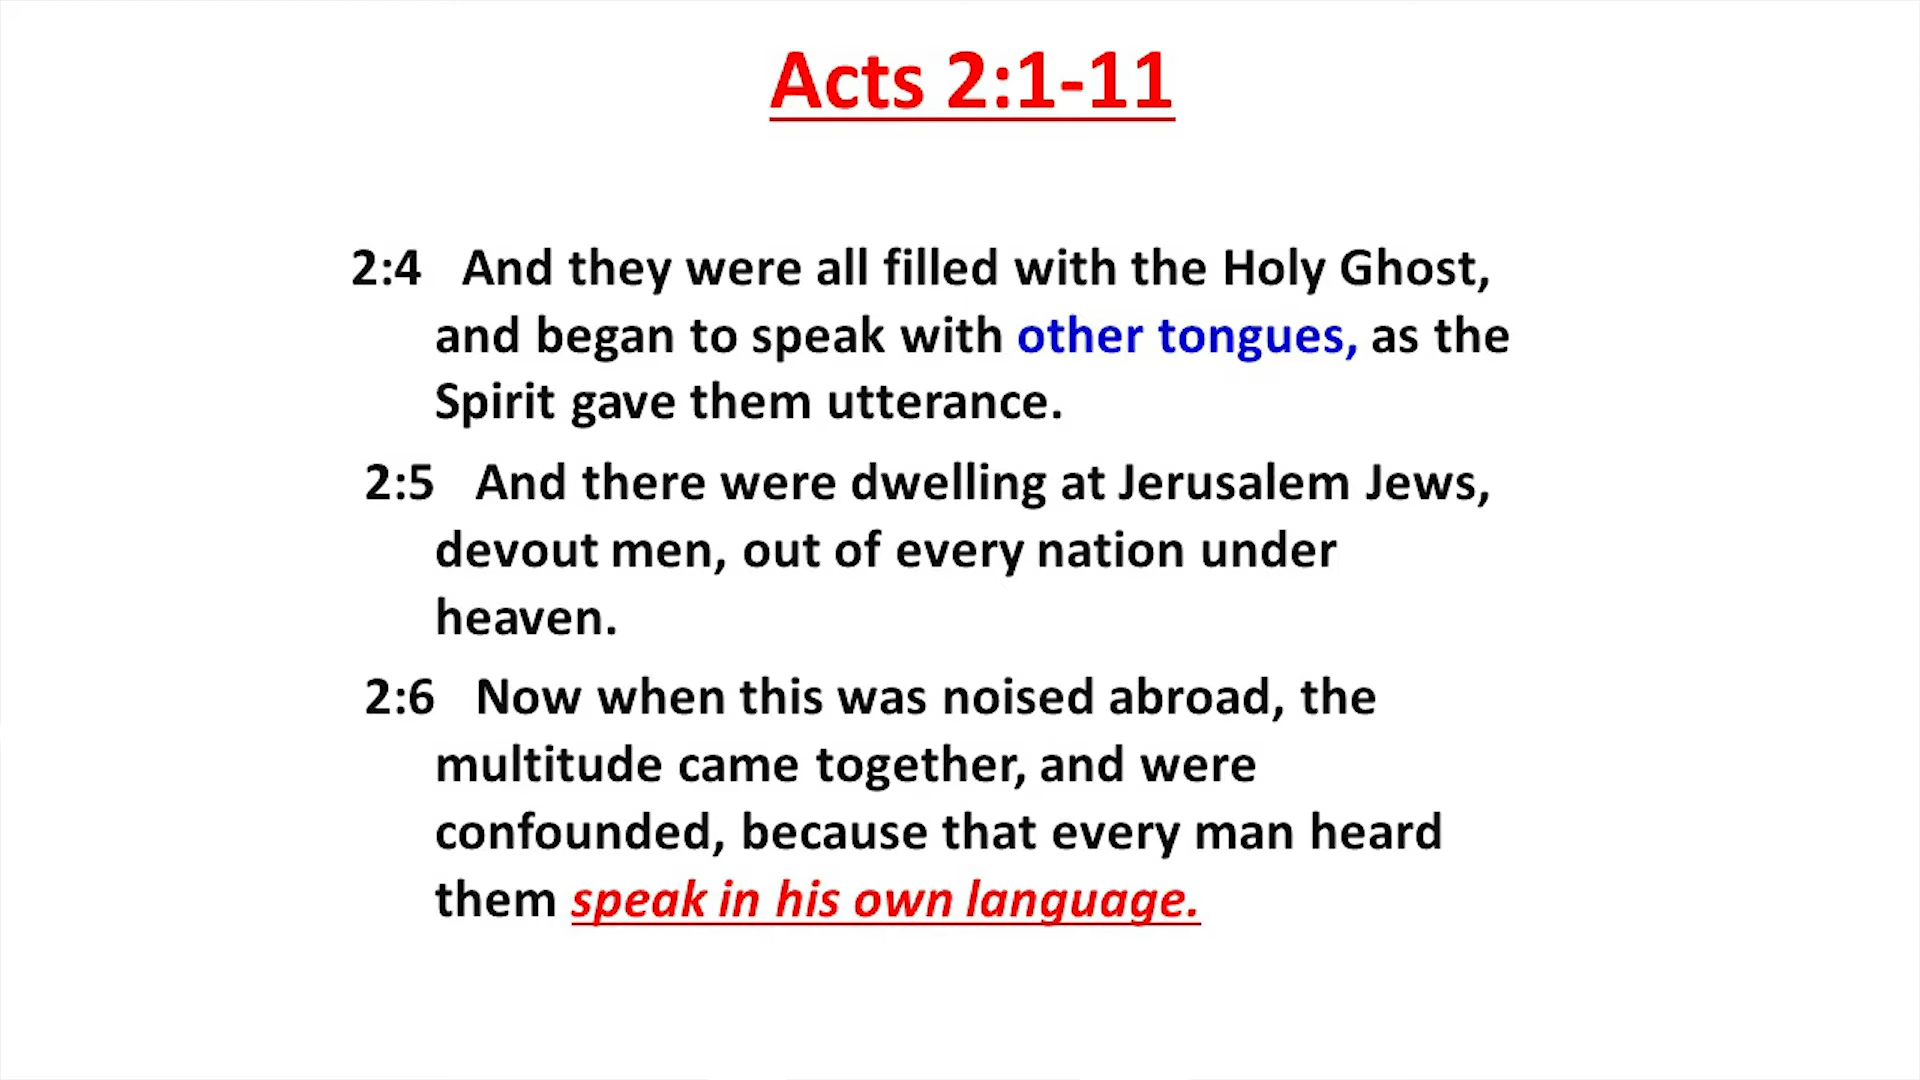 Acts 2:1-11
2:4 And they were all filled with the Holy Ghost,
and began to speak with other tongues, as the
Spirit gave them utterance.
2:5 And there were dwelling at Jerusalem Jews,
devout men, out of every nation under
heaven.
2:6 Now when this was noised abroad, the
multitude came together, and were
confounded, because that every man heard
them speak in his own language.